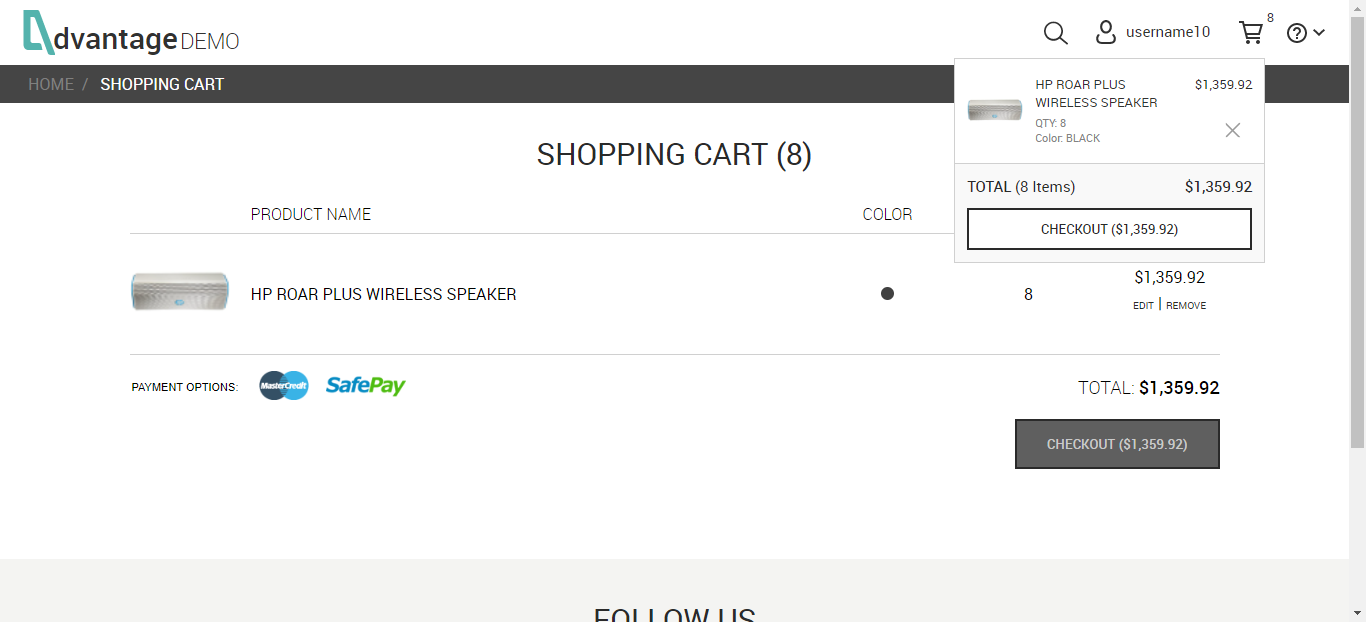 dvantage DEMO
username10
8
HOME / SHOPPING CART
HP ROAR PLUS
WIRELESS SPEAKER
$1,359.92
QTY: 8
Color: BLACK
TOTAL (8 Items)
$1,359.92
CHECKOUT ($1,359.92)
SHOPPING CART (8)
PRODUCT NAME
COLOR
HP ROAR PLUS WIRELESS SPEAKER
8
$1,359.92
EDIT | REMOVE
PAYMENT OPTIONS:
MasterCredit
SafePay
TOTAL: $1,359.92
CHECKOUT ($1,359.92)
FOLLOW US